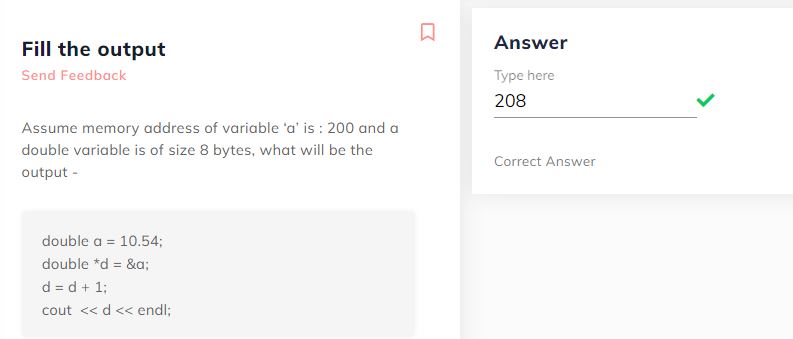 Fill the output
Send Feedback
Assume memory address of variable ‘a’ is : 200 and a
double variable is of size 8 bytes, what will be the
output -
double a = 10.54;
double *d = &a;
d = d + 1;
cout  << d << endl;
Answer
Type here
208
Correct Answer